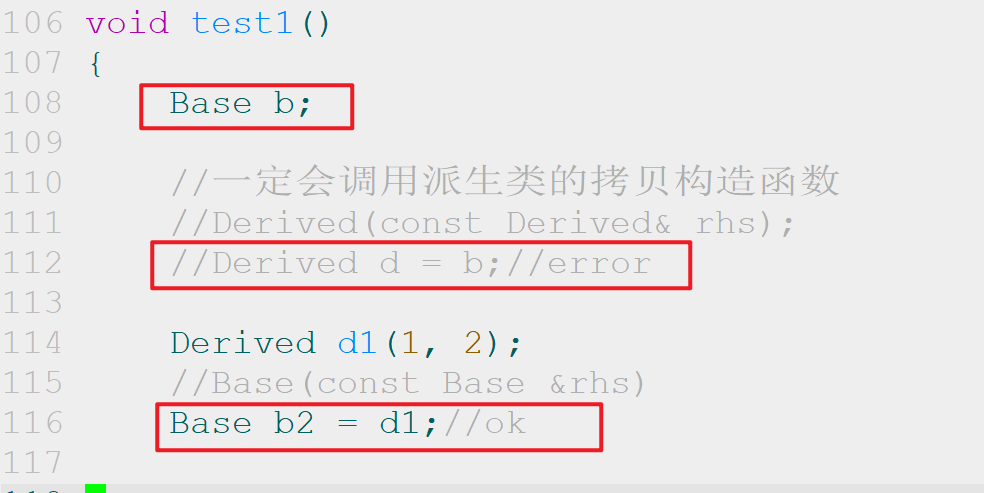 106 void test1()
107 {
108     Base b;
109
110     //一定会调用派生类的拷贝构造函数
111     //Derived(const Derived& rhs);
112     //Derived d = b;//error
113
114     Derived d1(1, 2);
115     //Base(const Base &rhs)
116     Base b2 = d1;//ok
117